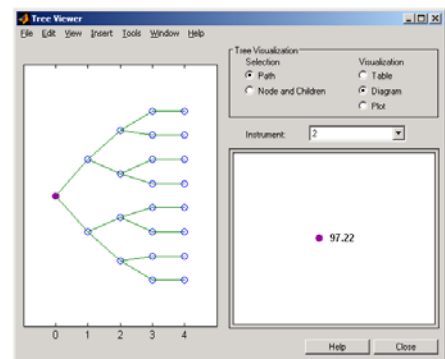 Tree Viewer
File Edit View Insert Tools Window Help
Tree Visualization
Selection
Visualization
Path
Table
Node and Children
Diagram
Plot
Instrument:
2
97.22
0 1 2 3 4
Help
Close